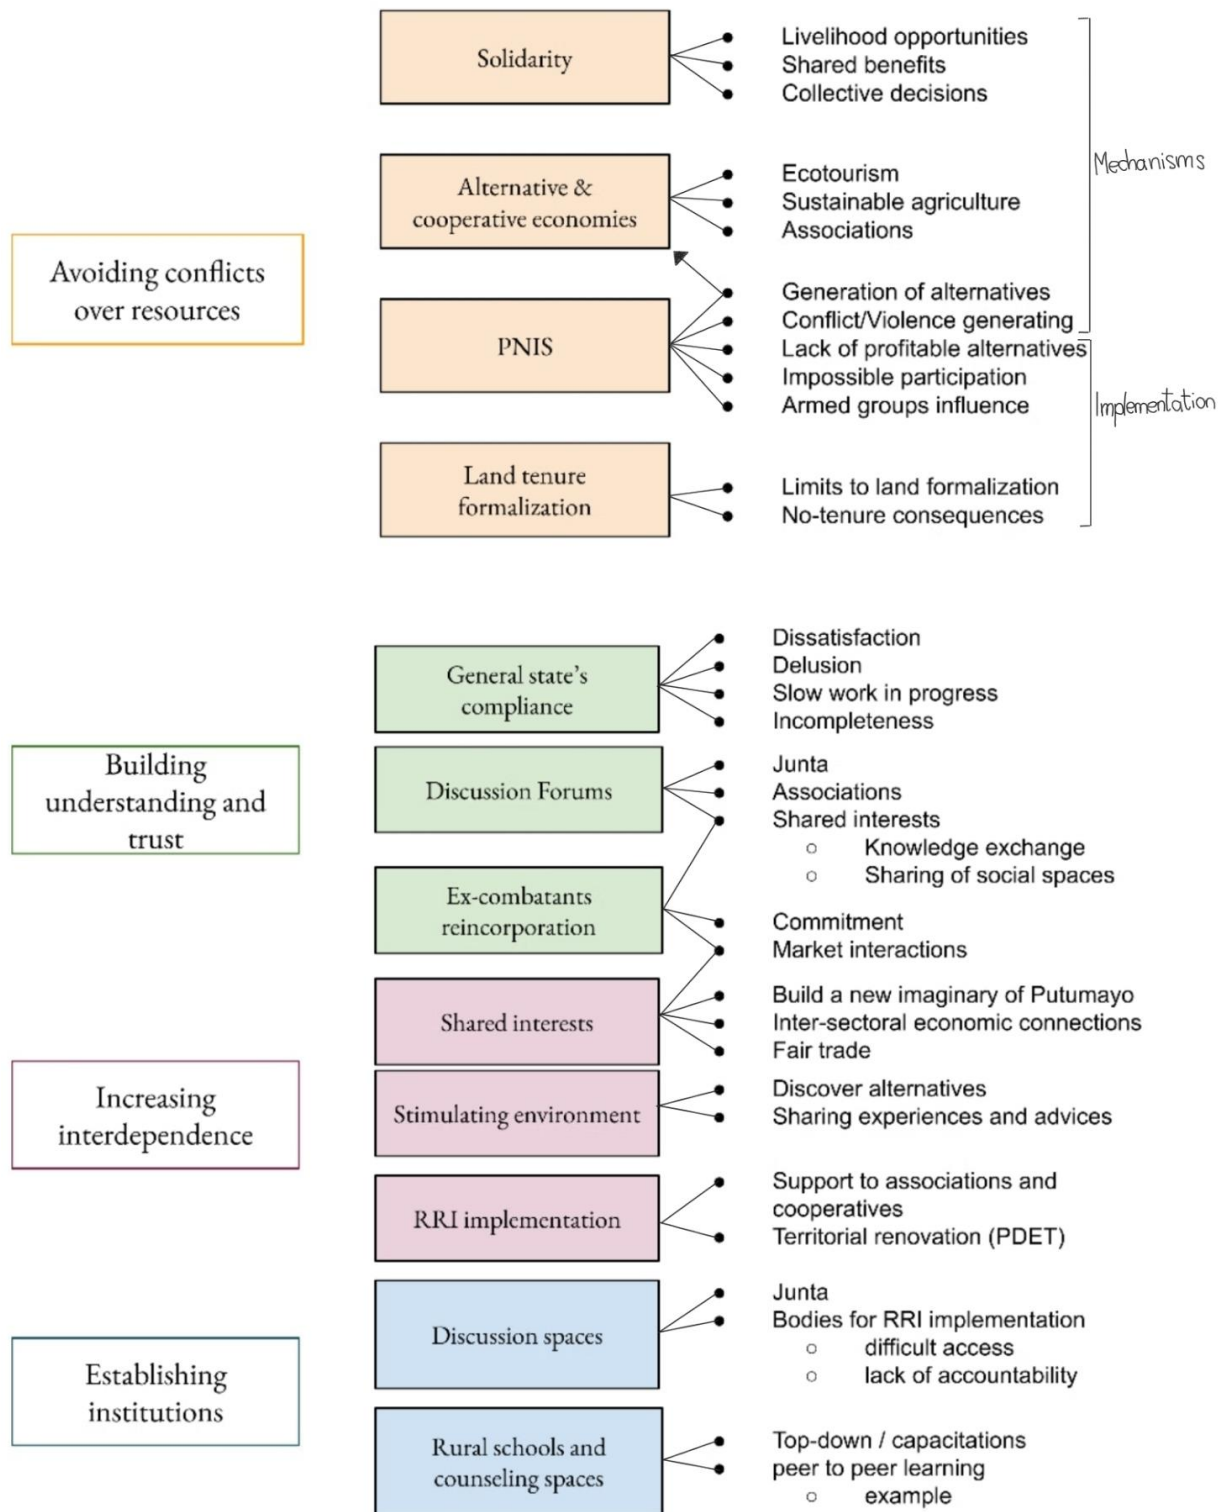 Avoiding conflicts
over resources
Solidarity
Livelihood opportunities
Shared benefits
Collective decisions
Alternative &
cooperative economies
Ecotourism
Sustainable agriculture
Associations
PNIS
Generation of alternatives
Conflict/Violence generating
Lack of profitable alternatives
Impossible participation
Armed groups influence
Land tenure
formalization
Limits to land formalization
No-tenure consequences
Mechanisms
Implementation
Building
understanding and
trust
General state's
compliance
Dissatisfaction
Delusion
Slow work in progress
Incompleteness
Discussion Forums
Junta
Associations
Shared interests
Knowledge exchange
Sharing of social spaces
Ex-combatants
reincorporation
Commitment
Market interactions
Increasing
interdependence
Shared interests
Build a new imaginary of Putumayo
Inter-sectoral economic connections
Fair trade
Stimulating environment
Discover alternatives
Sharing experiences and advices
RRI implementation
Support to associations and
cooperatives
Territorial renovation (PDET)
Establishing
institutions
Discussion spaces
Junta
Bodies for RRI implementation
difficult access
lack of accountability
Rural schools and
counseling spaces
Top-down / capacitations
peer to peer learning
example